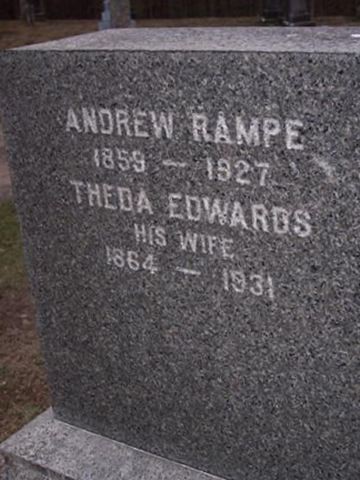 ANDREW RAMPE
1859 — 1927
THEDA EDWARDS
HIS WIFE
1864 — 1931